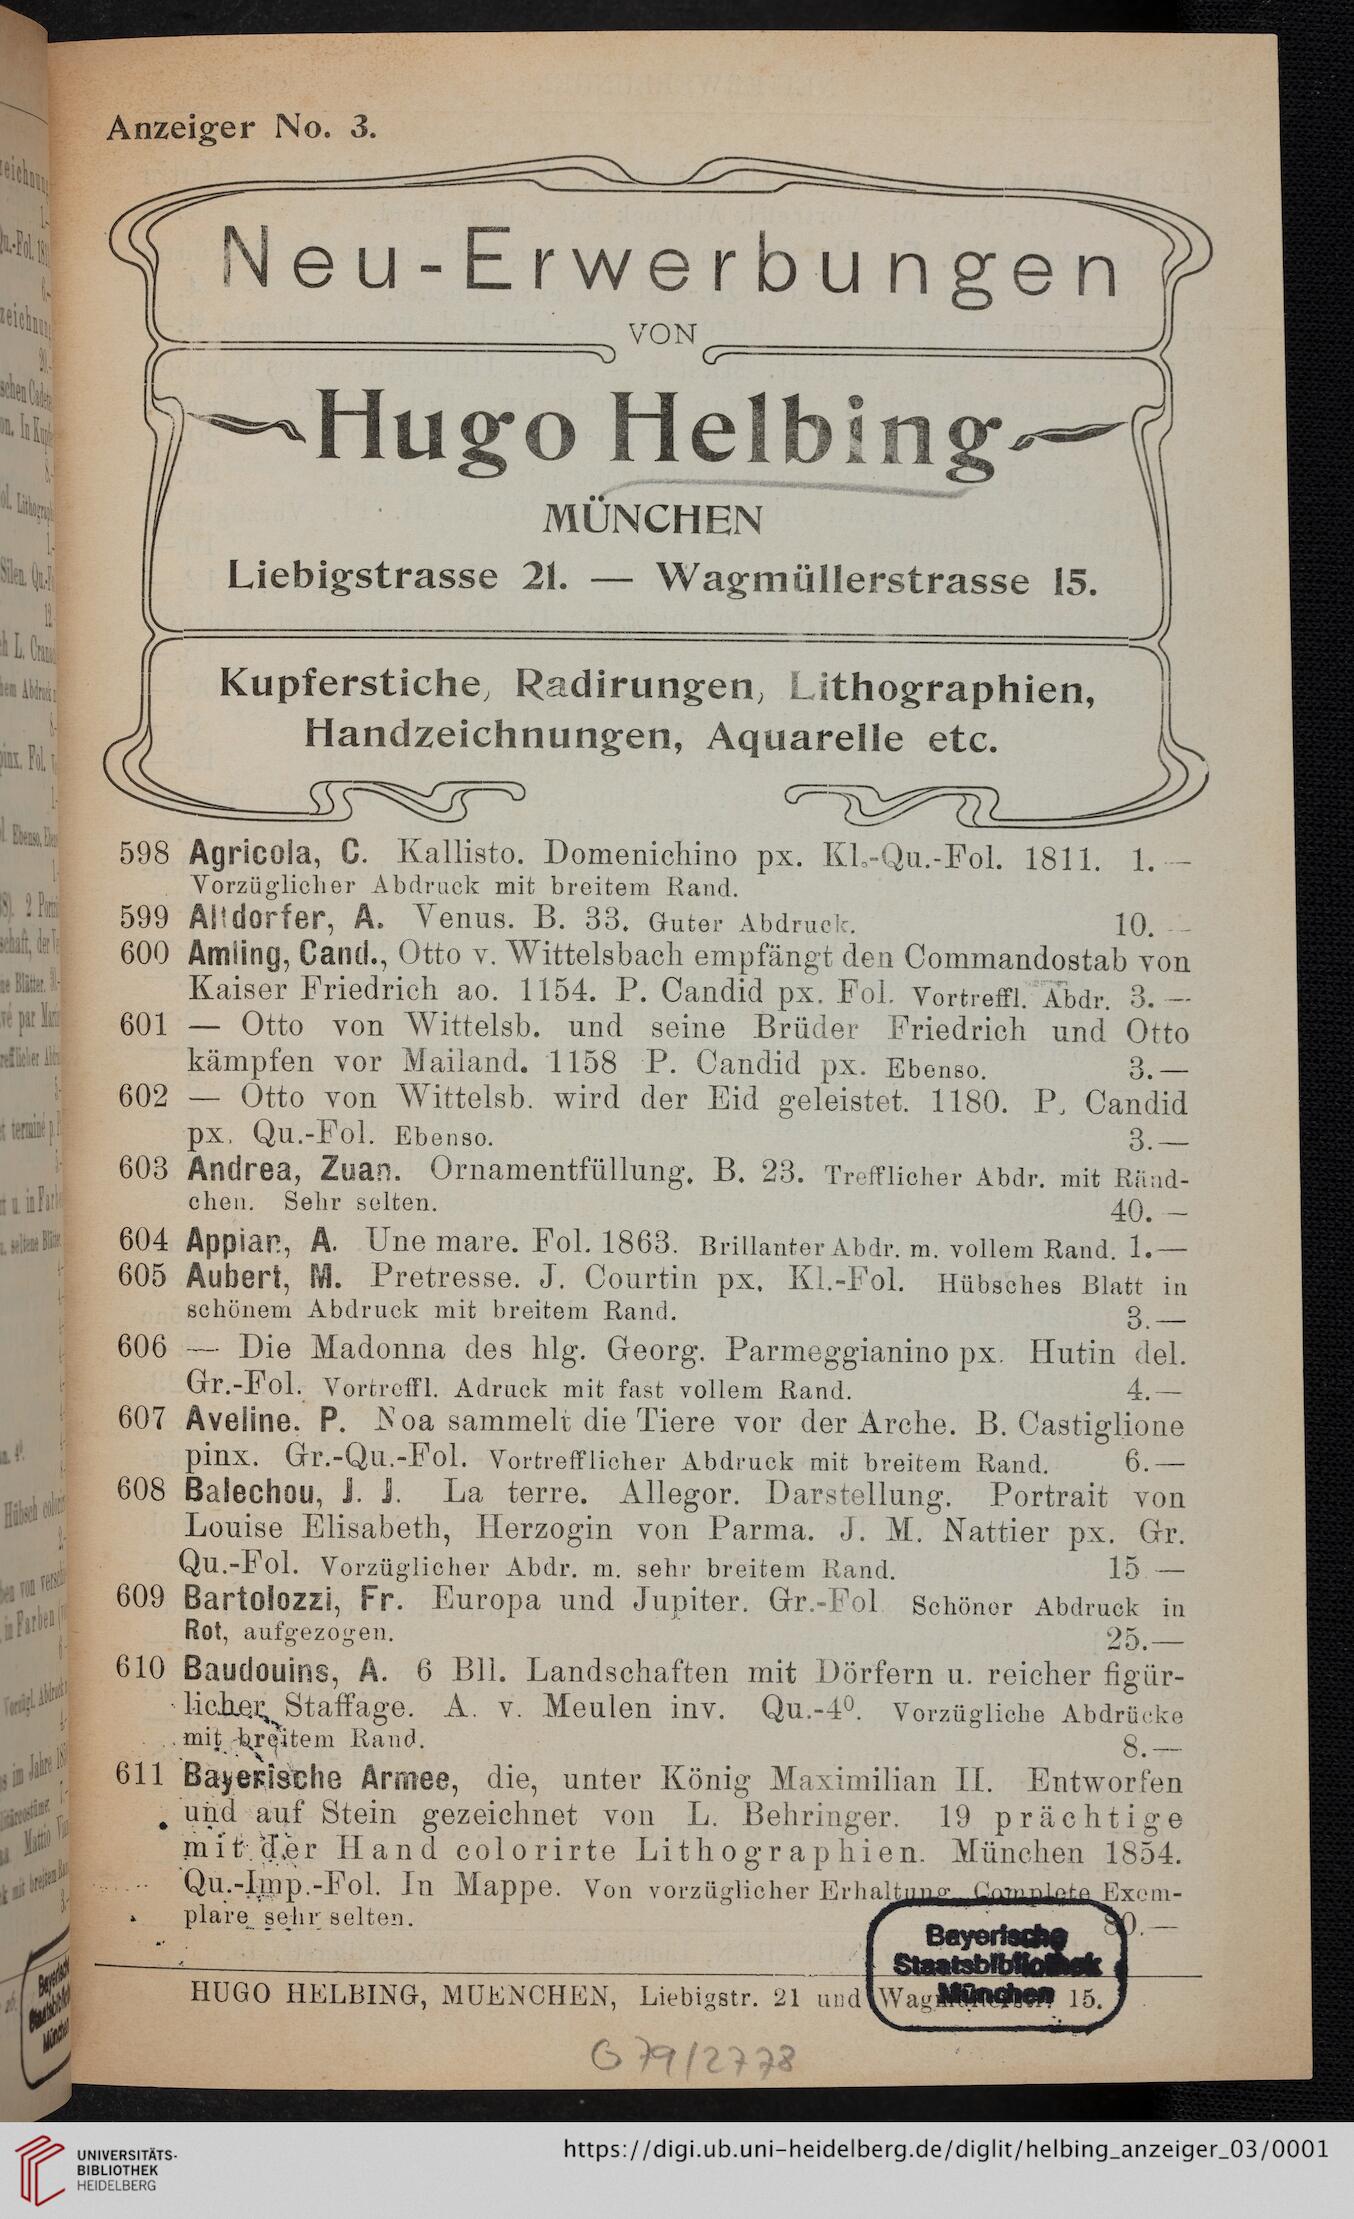 Anzeiger No. 3.
Neu-Erwerbungen
VON
Hugo Helbing
MÜNCHEN
Liebigstrasse 21. — Wagmüllerstrasse 15.
Kupferstiche, Radirungen, Lithographien,
Handzeichnungen, Aquarelle etc.
598 Agricola, C. Kallisto. Domenichino px. Kl.-Qu.-Fol. 1811. 1.—
Vorzüglicher Abdruck mit breitem Rand.
599 Altdorfer, A. Venus. B. 33. Guter Abdruck. 10.—
600 Amling, Cand., Otto v. Wittelsbach empfängt den Commandostab von
Kaiser Friedrich ao. 1154. P. Candid px. Fol. Vortreffl. Abdr. 3.—
601 — Otto von Wittelsb. und seine Brüder Friedrich und Otto
kämpfen vor Mailand. 1158 P. Candid px. Ebenso. 3.—
602 — Otto von Wittelsb. wird der Eid geleistet. 1180. P. Candid
px. Qu.-Fol. Ebenso. 3.—
603 Andrea, Zuan. Ornamentfüllung. B. 23. Trefflicher Abdr. mit Ränd-
chen. Sehr selten. 40.—
604 Appian, A. Une mare. Fol. 1863. Brillanter Abdr. m. vollem Rand. 1.—
605 Aubert, M. Pretresse. J. Courtin px. Kl.-Fol. Hübsches Blatt in
schönem Abdruck mit breitem Rand. 3.—
606 — Die Madonna des hlg. Georg. Parmeggianino px. Hutin del.
Gr.-Fol. Vortreffl. Adruck mit fast vollem Rand. 4.—
607 Aveline. P. Noa sammelt die Tiere vor der Arche. B. Castiglione
pinx. Gr.-Qu.-Fol. Vortrefflicher Abdruck mit breitem Rand. 6.—
608 Balechou, J. J. La terre. Allegor. Darstellung. Portrait von
Louise Elisabeth, Herzogin von Parma. J. M. Nattier px. Gr.
Qu.-Fol. Vorzüglicher Abdr. m. sehr breitem Rand. 15 —
609 Bartolozzi, Fr. Europa und Jupiter. Gr.-Fol Schöner Abdruck in
Rot, aufgezogen. 25.—
610 Baudouins, A. 6 Bll. Landschaften mit Dörfern u. reicher figür-
licher Staffage. A. v. Meulen inv. Qu.-4⁰. Vorzügliche Abdrücke
mit breitem Rand. 8.—
611 Bayerische Armee, die, unter König Maximilian II. Entworfen
und auf Stein gezeichnet von L. Behringer. 19 prächtige
mit der Hand colorirte Lithographien. München 1854.
Qu.-Imp.-Fol. In Mappe. Von vorzüglicher Erhaltung. Complete Exem-
plare sehr selten. 80.—
Bayerische
Staatsbibliothek
München
HUGO HELBING, MUENCHEN, Liebigstr. 21 und Wagmüllerstr. 15.
G 79/2778
UNIVERSITÄTS-
BIBLIOTHEK
HEIDELBERG
https://digi.ub.uni-heidelberg.de/diglit/helbing_anzeiger_03/0001